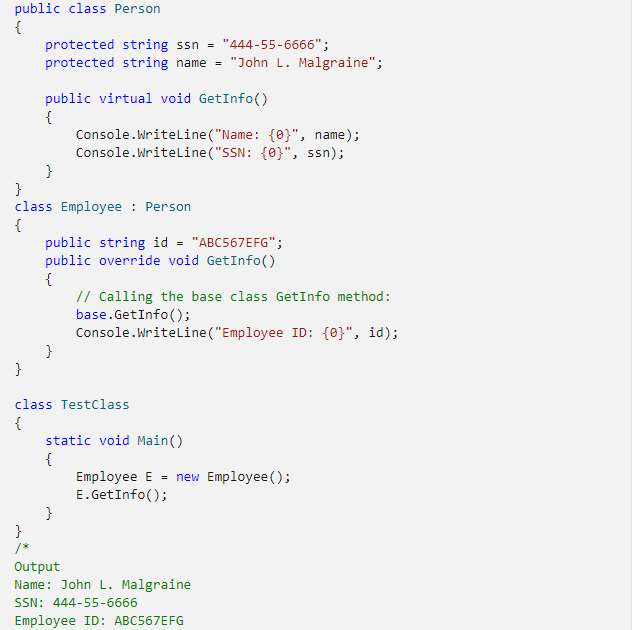 public class Person
{
    protected string ssn = "444-55-6666";
    protected string name = "John L. Malgraine";

    public virtual void GetInfo()
    {
        Console.WriteLine("Name: {0}", name);
        Console.WriteLine("SSN: {0}", ssn);
    }
}
class Employee : Person
{
    public string id = "ABC567EFG";
    public override void GetInfo()
    {
        // Calling the base class GetInfo method:
        base.GetInfo();
        Console.WriteLine("Employee ID: {0}", id);
    }
}

class TestClass
{
    static void Main()
    {
        Employee E = new Employee();
        E.GetInfo();
    }
}
/*
Output
Name: John L. Malgraine
SSN: 444-55-6666
Employee ID: ABC567EFG